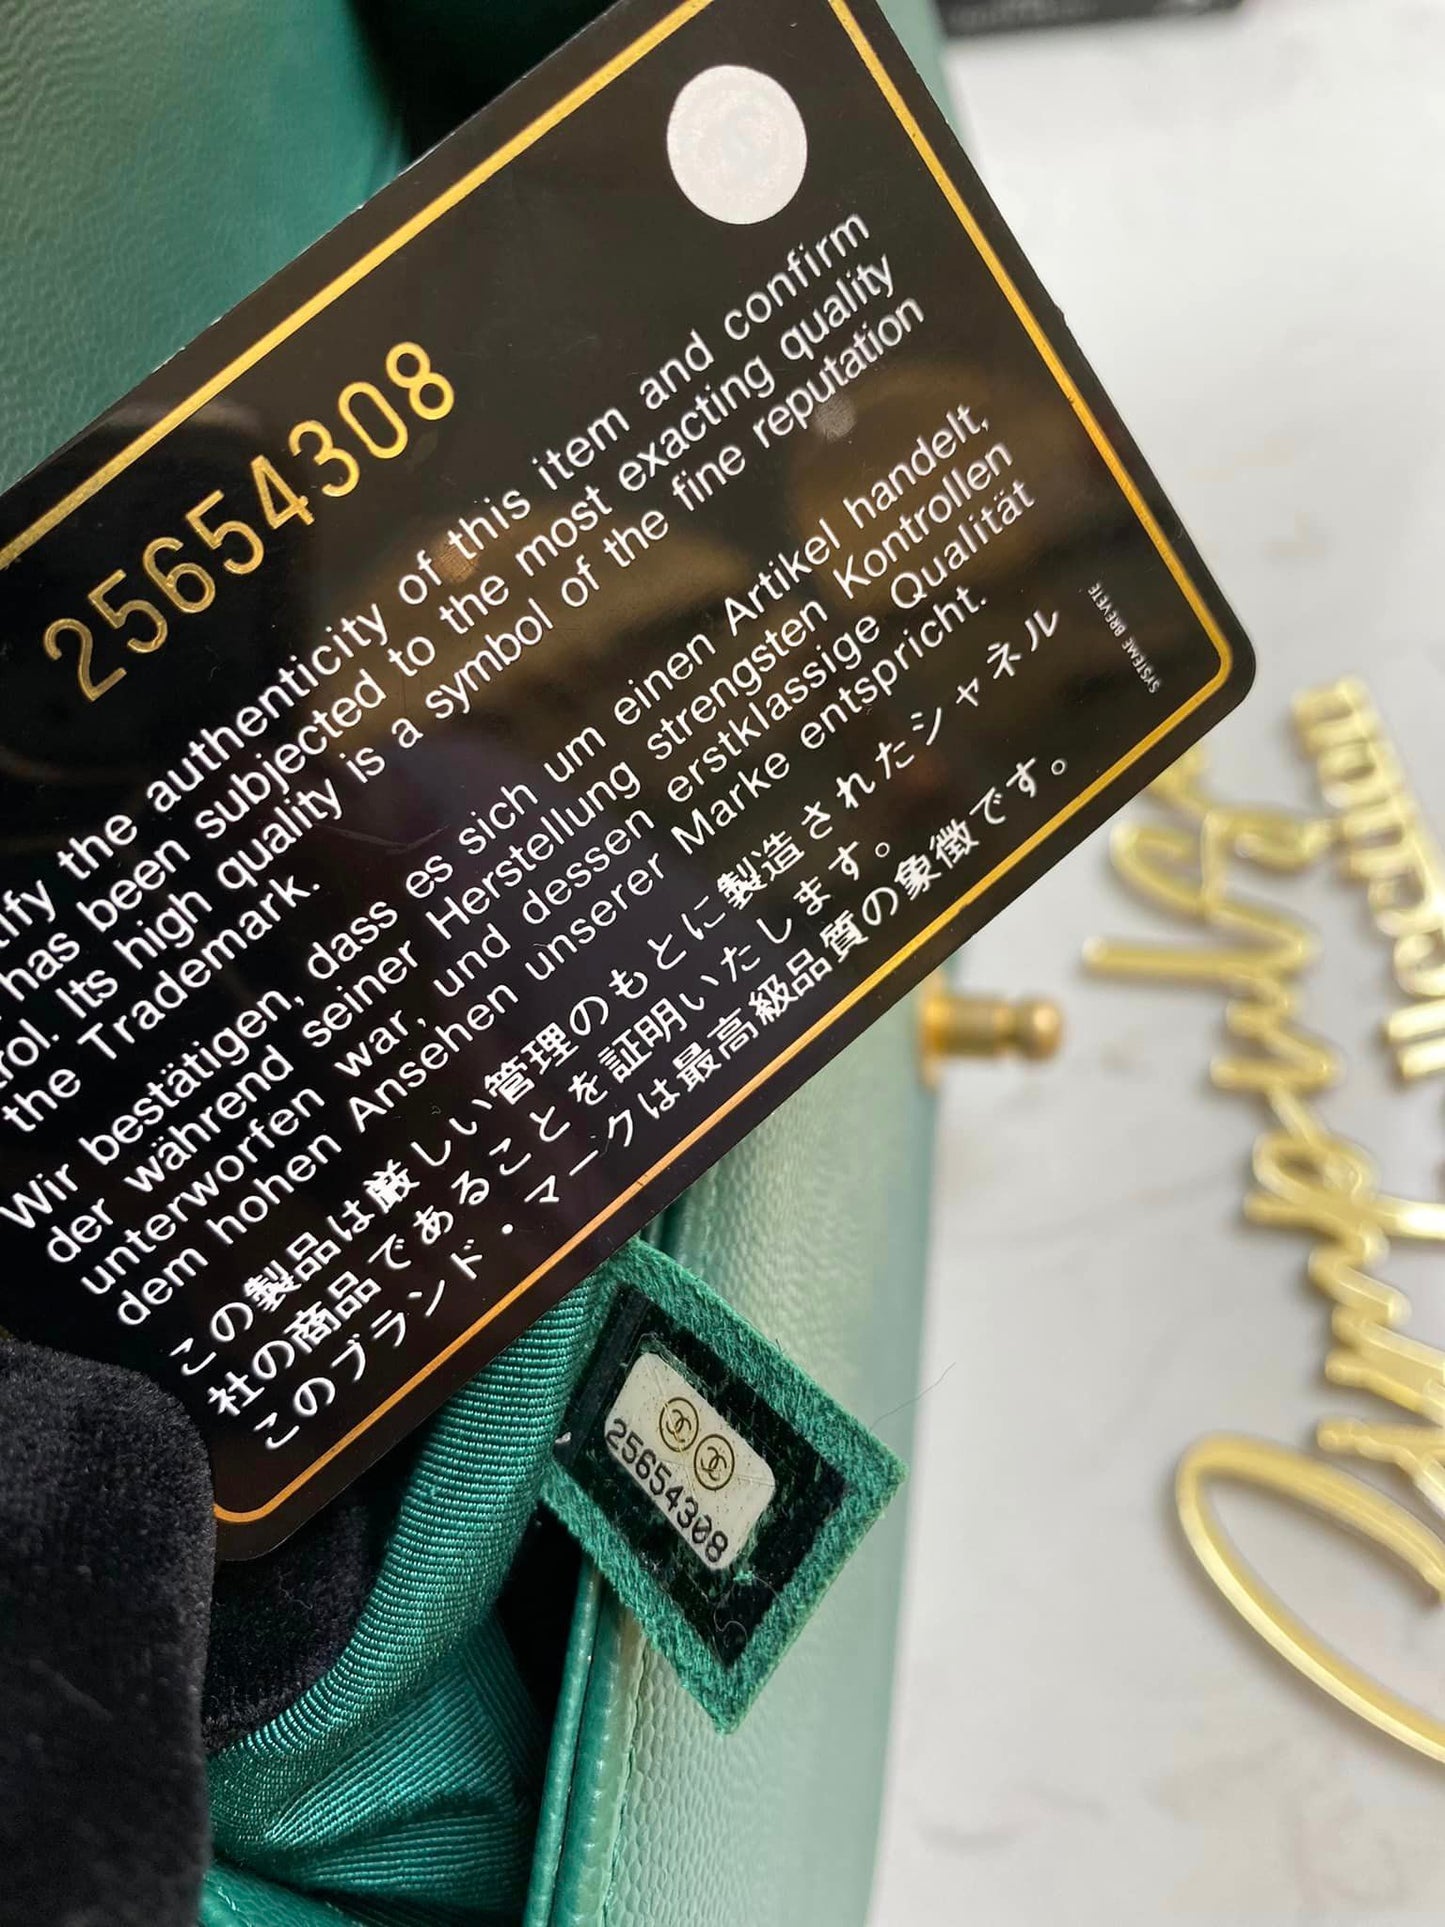 25654308
the authenticity of this item and confirm
has been subjected to the most exacting quality
Its high quality is a symbol of the fine reputation
the Trademark.
Wir bestätigen, dass es sich um einen Artikel handelt,
der während seiner Herstellung strengsten Kontrollen
unterworfen war, und dessen erstklassige Qualität
dem hohen Ansehen unserer Marke entspricht.
この製品は厳しい管理のもとに製造されたシャネル
社の商品であることを証明いたします。
このブランド・マークは最高級品質の象徴です。
SYSTEME BREVETE
25654308